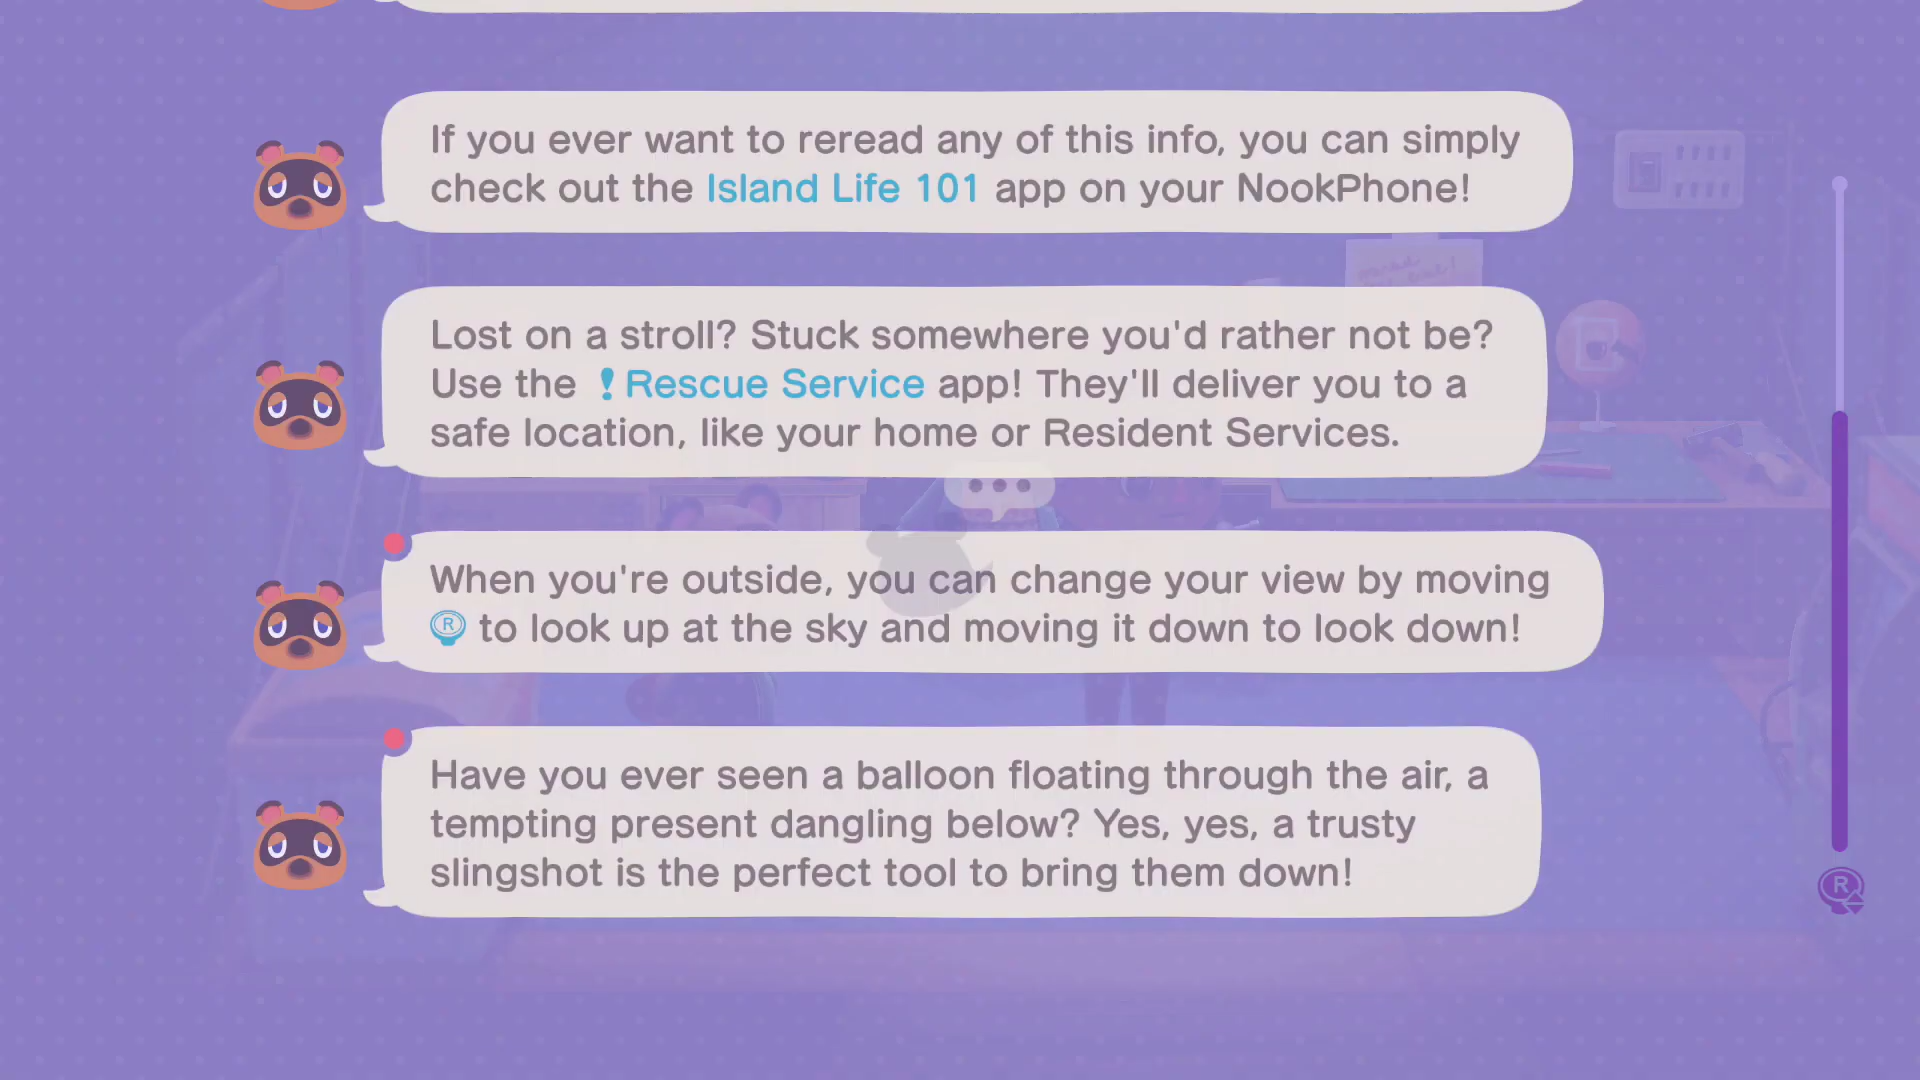 If you ever want to reread any of this info, you can simply
check out the Island Life 101 app on your NookPhone!
Lost on a stroll? Stuck somewhere you'd rather not be?
Use the ! Rescue Service app! They'll deliver you to a
safe location, like your home or Resident Services.
When you're outside, you can change your view by moving
R to look up at the sky and moving it down to look down!
Have you ever seen a balloon floating through the air, a
tempting present dangling below? Yes, yes, a trusty
slingshot is the perfect tool to bring them down!
R